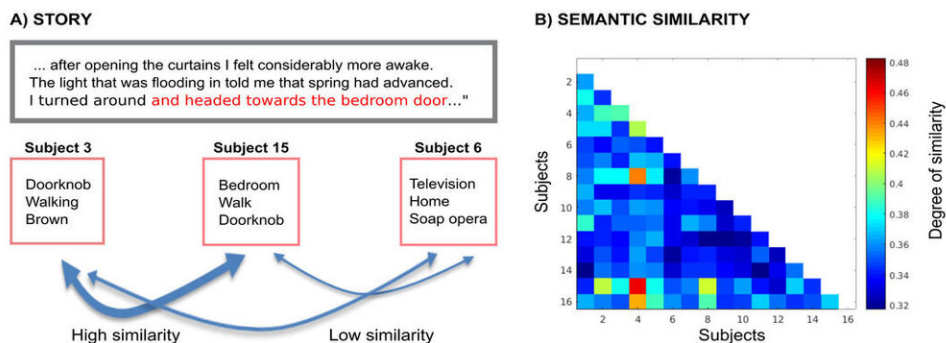 A) STORY
... after opening the curtains I felt considerably more awake.
The light that was flooding in told me that spring had advanced.
I turned around and headed towards the bedroom door..."
Subject 3
Doorknob
Walking
Brown
Subject 15
Bedroom
Walk
Doorknob
Subject 6
Television
Home
Soap opera
High similarity
Low similarity
B) SEMANTIC SIMILARITY
Subjects
2
4
6
8
10
12
14
16
2 4 6 8 10 12 14 16
Subjects
0.48
0.46
0.44
0.42
0.4
0.38
0.36
0.34
0.32
Degree of similarity